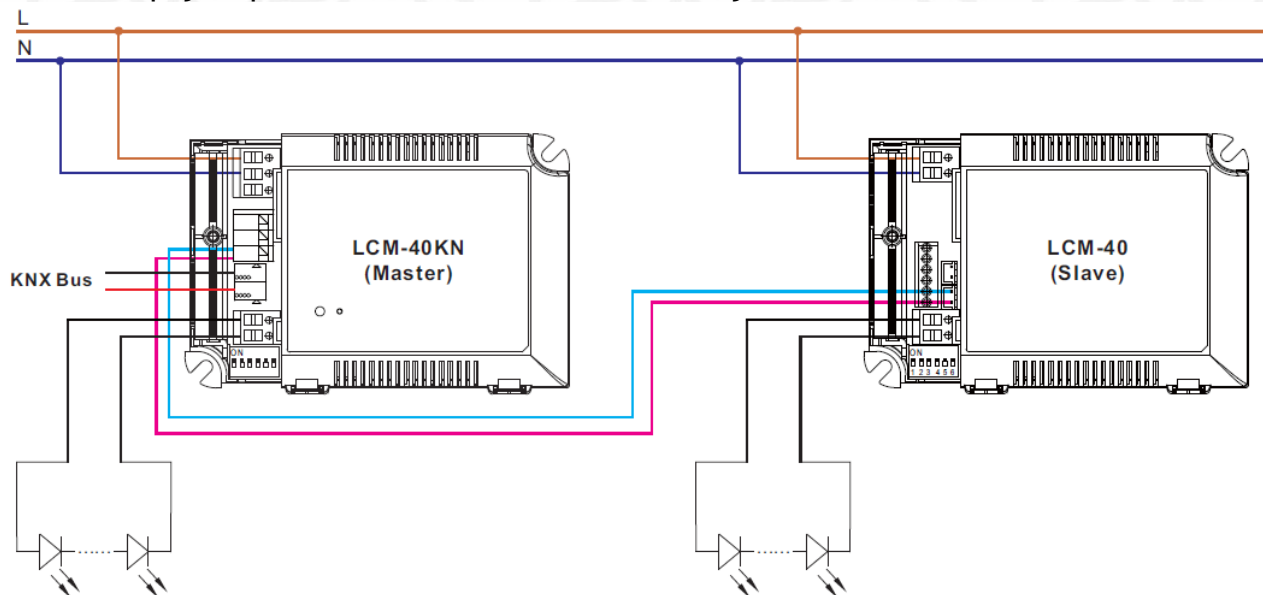 L
N
LCM-40KN
(Master)
LCM-40
(Slave)
KNX Bus
ON
ON
1 2 3 4 5 6